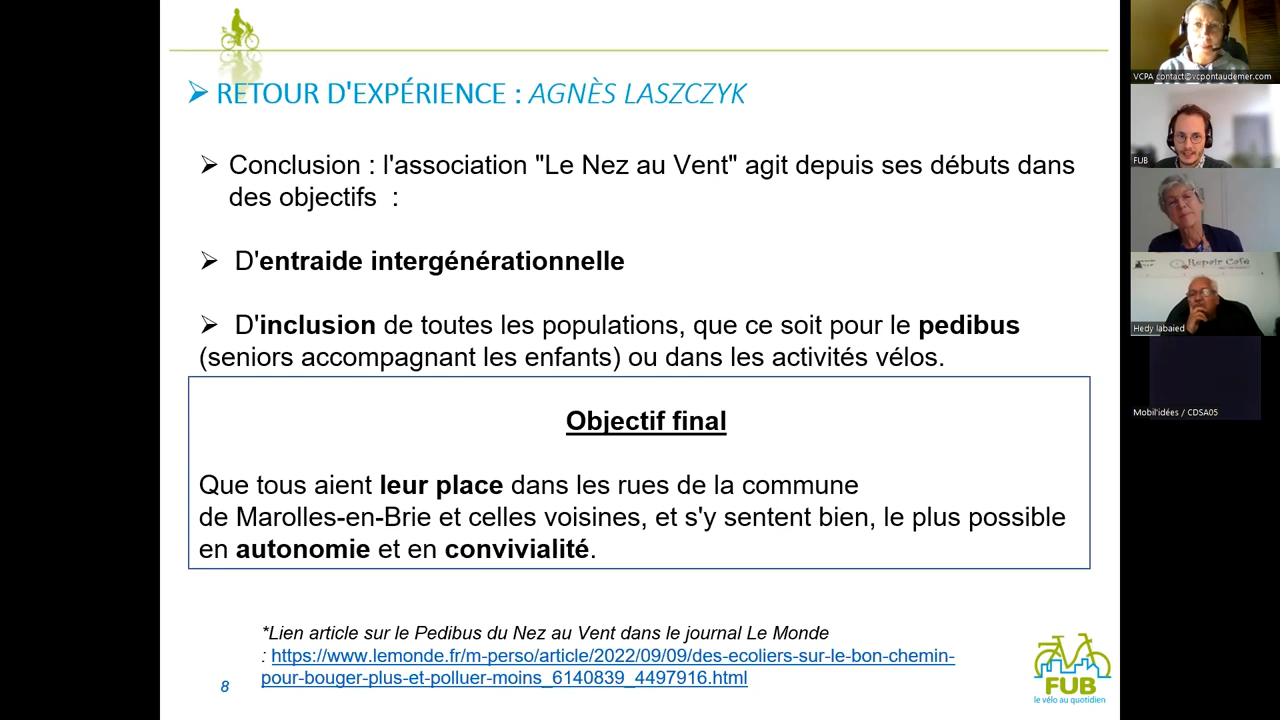 RETOUR D'EXPÉRIENCE : AGNÈS LASZCZYK
Conclusion : l'association "Le Nez au Vent" agit depuis ses débuts dans
des objectifs :
D'entraide intergénérationnelle
D'inclusion de toutes les populations, que ce soit pour le pedibus
(seniors accompagnant les enfants) ou dans les activités vélos.
Objectif final
Que tous aient leur place dans les rues de la commune
de Marolles-en-Brie et celles voisines, et s'y sentent bien, le plus possible
en autonomie et en convivialité.
*Lien article sur le Pedibus du Nez au Vent dans le journal Le Monde
: https://www.lemonde.fr/m-perso/article/2022/09/09/des-ecoliers-sur-le-bon-chemin-
pour-bouger-plus-et-polluer-moins_6140839_4497916.html
8
FUB
le vélo au quotidien
VCPA contact@vcpontaudemer.com
FUB
Repair Café
Hedy labaied
Mobil'idées / CDSA05